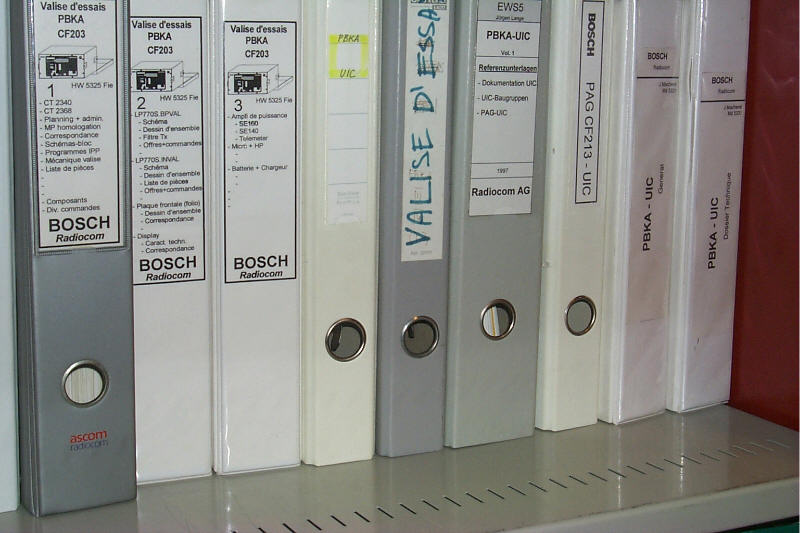 Valise d'essais
PBKA
CF203
HW 5325 Fie
1
- CT 2340
- CT 2368
- Planning + admin.
- MP homologation
- Correspondance
- Schémas-bloc
- Programmes IPP
- Mécanique valise
- Liste de pièces
-
-
- Composants
- Div. commandes
BOSCH
Radiocom
ascom
radiocom
Valise d'essais
PBKA
CF203
HW 5325 Fie
2
- LP770S.BPVAL
- Schéma
- Dessin d'ensemble
- Filtre Tx
- Offres+commandes
- LP770S.INVAL
- Schéma
- Dessin d'ensemble
- Liste de pièces
- Offres+commandes
- Plaque frontale (folio)
- Dessin d'ensemble
- Correspondance
- Display
- Caract. techn.
- Correspondance
BOSCH
Radiocom
Valise d'essais
PBKA
CF203
HW 5325 Fie
3
- Ampli de puissance
- SE160
- SE140
- Telemeter
- Micro + HP
- Batterie + Chargeur
BOSCH
Radiocom
PBKA
UIC
VALISE D'ESSA
EWS5
Jürgen Lange
PBKA-UIC
Vol. 1
Referenzunterlagen
- Dokumentation UIC
- UIC-Baugruppen
- PAG-UIC
1997
Radiocom AG
BOSCH
PAG CF213 - UIC
BOSCH
Radiocom
PBKA - UIC
General
BOSCH
Radiocom
PBKA - UIC
Dossier Technique